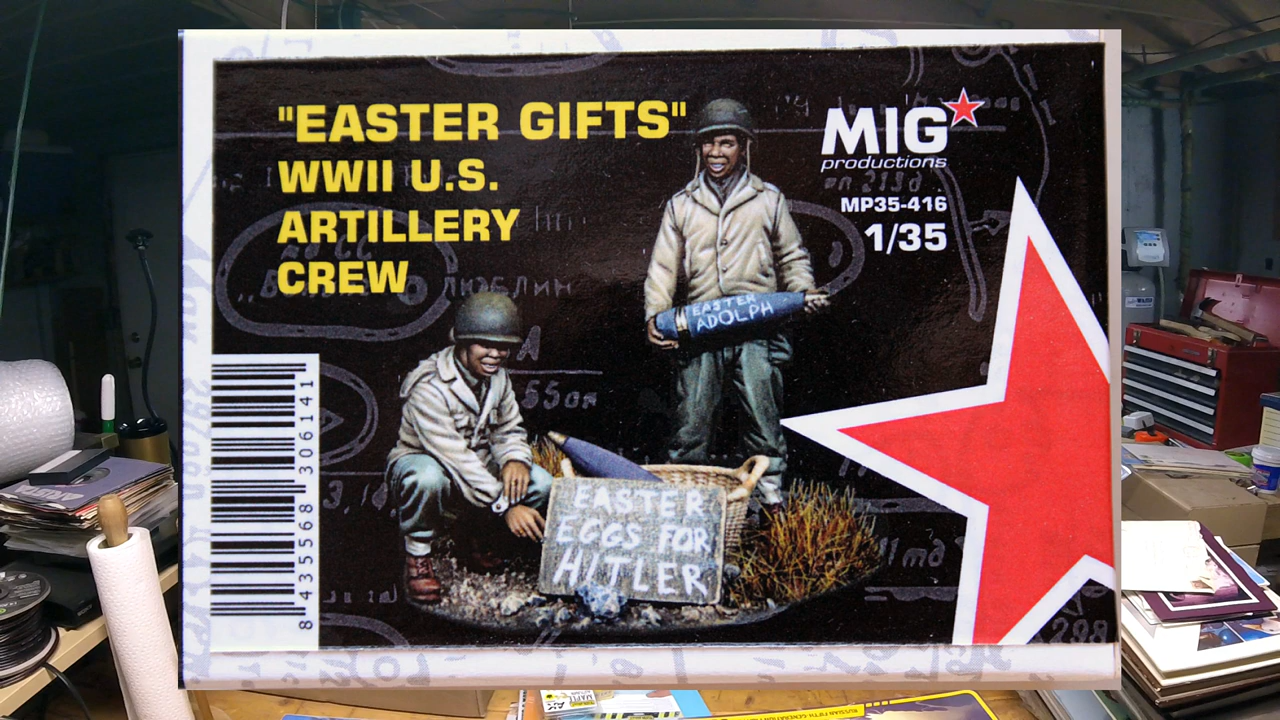 "EASTER GIFTS"
WWII U.S.
ARTILLERY
CREW
MIG
productions
MP35-416
1/35
EASTER
ADOLPH
EASTER
EGGS FOR
HITLER
8 435568 306141